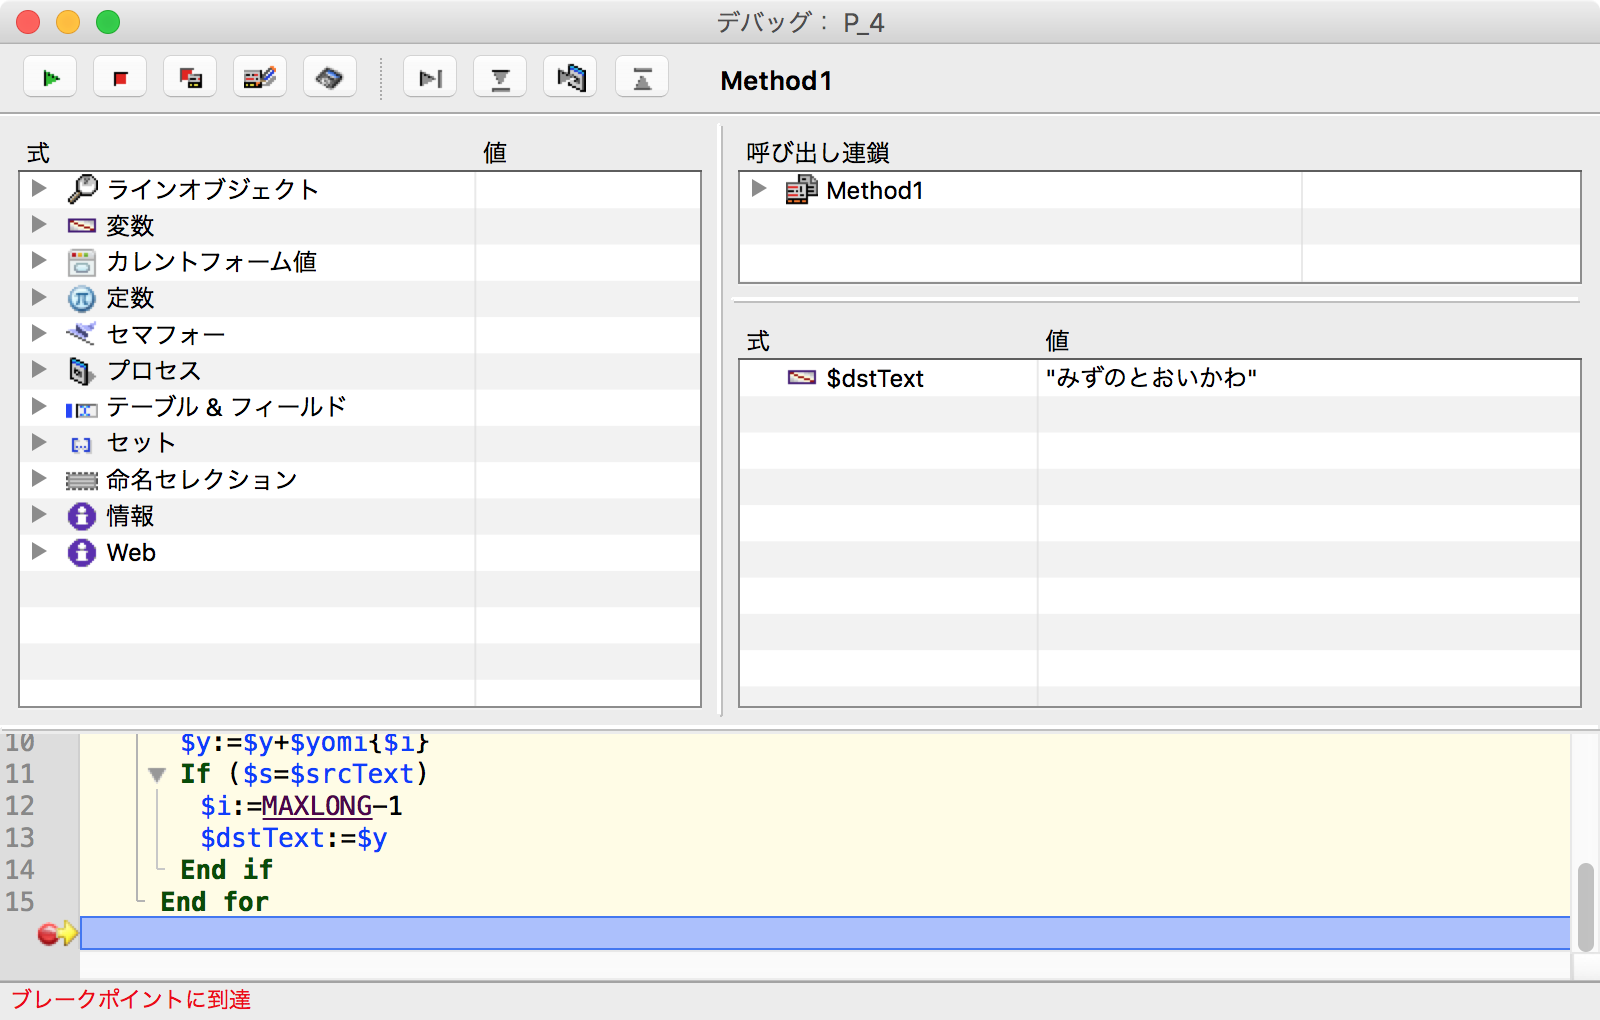 デバッグ： P_4
Method1
式 値
ラインオブジェクト
変数
カレントフォーム値
定数
セマフォー
プロセス
テーブル & フィールド
セット
命名セレクション
情報
Web
呼び出し連鎖
Method1
式 値
$dstText "みずのとおいかわ"
10 $y:=$y+$yomi{$i}
11 If ($s=$srcText)
12 $i:=MAXLONG-1
13 $dstText:=$y
14 End if
15 End for
ブレークポイントに到達